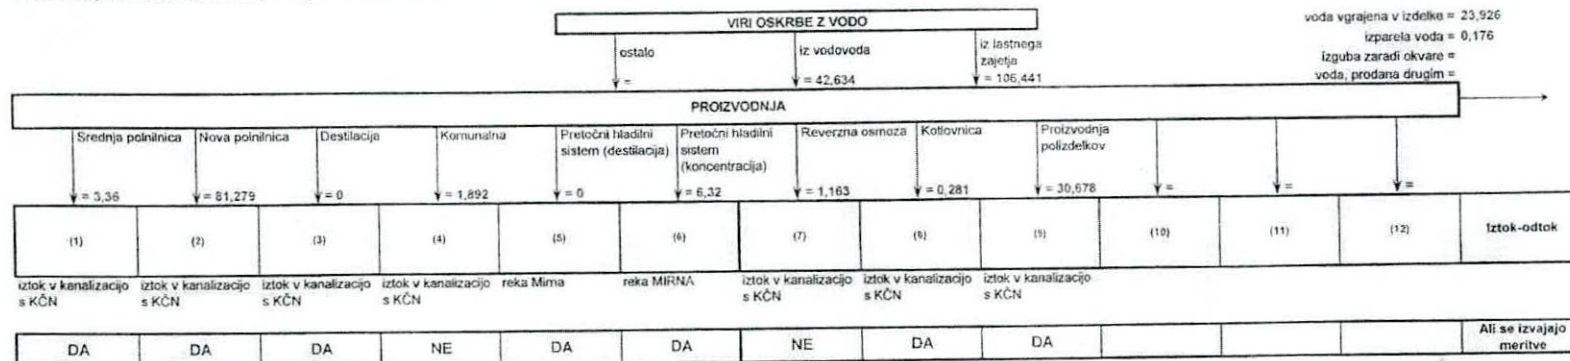 VIRI OSKRBE Z VODO
ostalo
=
iz vodovoda
= 42,634
iz lastnega
zajetja
= 106,441
voda vgrajena v izdelke = 23,926
izparela voda = 0,176
izguba zaradi okvare =
voda, prodana drugim =
PROIZVODNJA
Srednja polnilnica
= 3,36
Nova polnilnica
= 81,279
Destilacija
= 0
Komunalna
= 1,892
Pretočni hladilni
sistem (destilacija)
= 0
Pretočni hladilni
sistem
(koncentracija)
= 6,32
Reverzna osmoza
= 1,163
Kotlovnica
= 0,281
Proizvodnja
polizdelkov
= 30,678
=
=
=
(1) (2) (3) (4) (5) (6) (7) (8) (9) (10) (11) (12) Iztok-odtok
iztok v kanalizacijo
s KČN
iztok v kanalizacijo
s KČN
iztok v kanalizacijo
s KČN
iztok v kanalizacijo
s KČN
reka Mirna
reka MIRNA
iztok v kanalizacijo
s KČN
iztok v kanalizacijo
s KČN
iztok v kanalizacijo
s KČN
DA DA DA NE DA DA NE DA DA
Ali se izvajajo
meritve